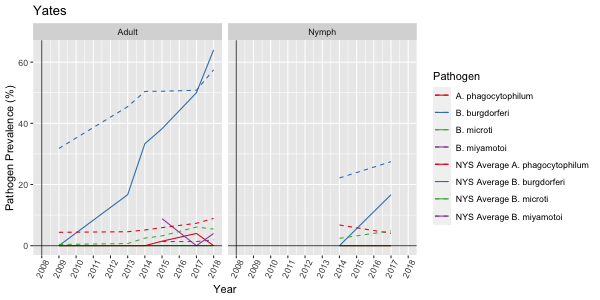 Yates
Adult
Nymph
Pathogen Prevalence (%)
60
40
20
0
2008
2009
2010
2011
2012
2013
2014
2015
2016
2017
2018
2008
2009
2010
2011
2012
2013
2014
2015
2016
2017
2018
Year
Pathogen
A. phagocytophilum
B. burgdorferi
B. microti
B. miyamotoi
NYS Average A. phagocytophilum
NYS Average B. burgdorferi
NYS Average B. microti
NYS Average B. miyamotoi